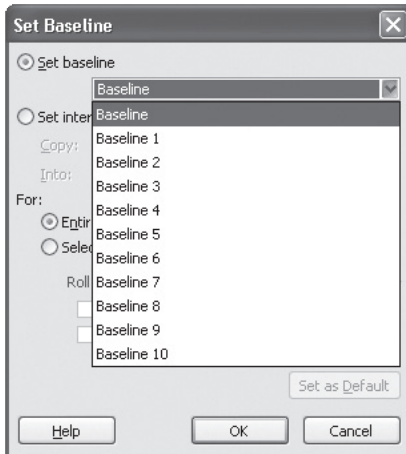 Set Baseline
Set baseline
Baseline
Baseline
Set inter
Baseline 1
Copy:
Baseline 2
Into:
Baseline 3
For:
Baseline 4
Entir
Baseline 5
Selec
Baseline 6
Roll
Baseline 7
Baseline 8
Baseline 9
Baseline 10
Set as Default
Help
OK
Cancel